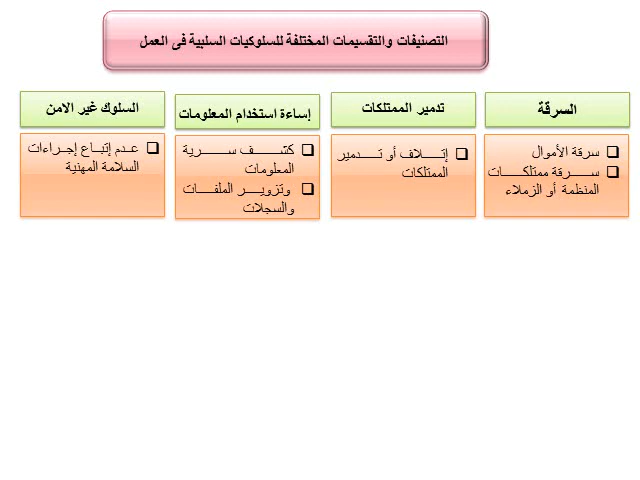 التصنيفات والتقسيمات المختلفة للسلوكيات السلبية فى العمل
السرقة
سرقة الأموال
سرقة ممتلكات
المنظمة أو الزملاء
تدمير الممتلكات
إتلاف أو تدمير
الممتلكات
إساءة استخدام المعلومات
كشف سرية
المعلومات
وتزوير الملفات
والسجلات
السلوك غير الامن
عدم إتباع إجراءات
السلامة المهنية